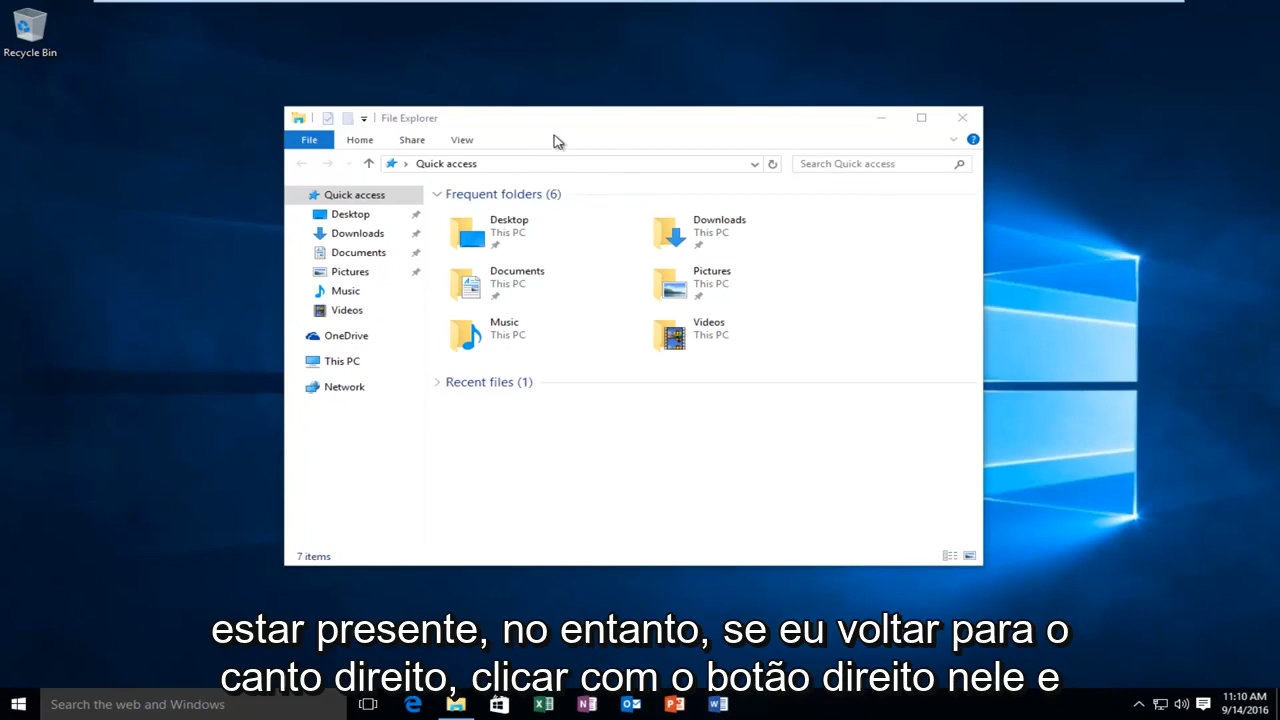 Recycle Bin
File Explorer
File Home Share View
Quick access
Search Quick access
Quick access
Desktop
Downloads
Documents
Pictures
Music
Videos
OneDrive
This PC
Network
Frequent folders (6)
Desktop
This PC
Downloads
This PC
Documents
This PC
Pictures
This PC
Music
This PC
Videos
This PC
Recent files (1)
7 items
estar presente, no entanto, se eu voltar para o
canto direito, clicar com o botão direito nele e
Search the web and Windows
11:10 AM
9/14/2016